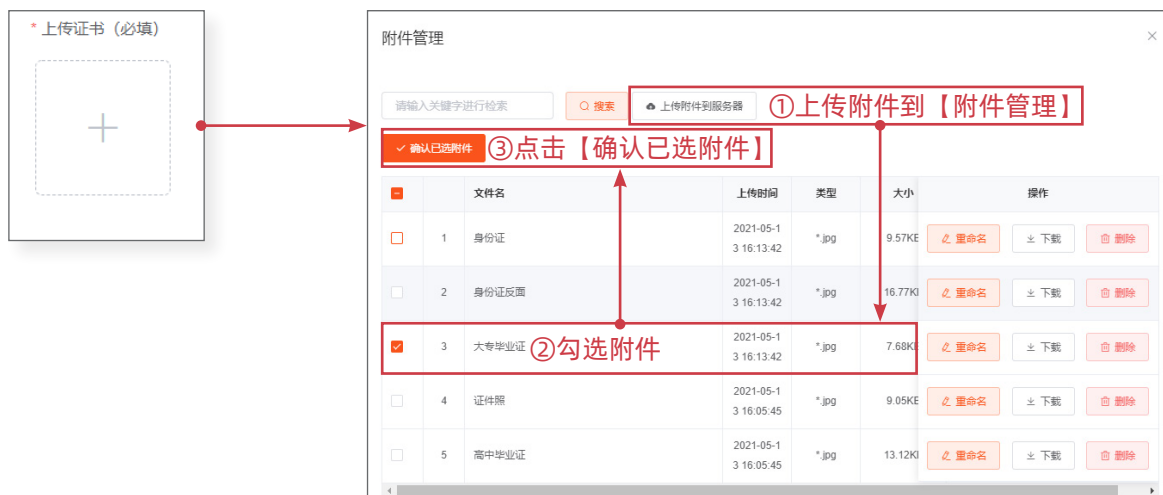 * 上传证书（必填）
附件管理
请输入关键字进行检索 搜索 上传附件到服务器 ①上传附件到【附件管理】
确认已选附件 ③点击【确认已选附件】
文件名 上传时间 类型 大小 操作
1 身份证 2021-05-1 *.jpg 9.57KE 重命名 下载 删除
3 16:13:42
2 身份证反面 2021-05-1 *.jpg 16.77KI 重命名 下载 删除
3 16:13:42
3 大专毕业证 ②勾选附件 2021-05-1 *.jpg 7.68KE 重命名 下载 删除
3 16:13:42
4 证件照 2021-05-1 *.jpg 9.05KE 重命名 下载 删除
3 16:05:45
5 高中毕业证 2021-05-1 *.jpg 13.12KI 重命名 下载 删除
3 16:05:45